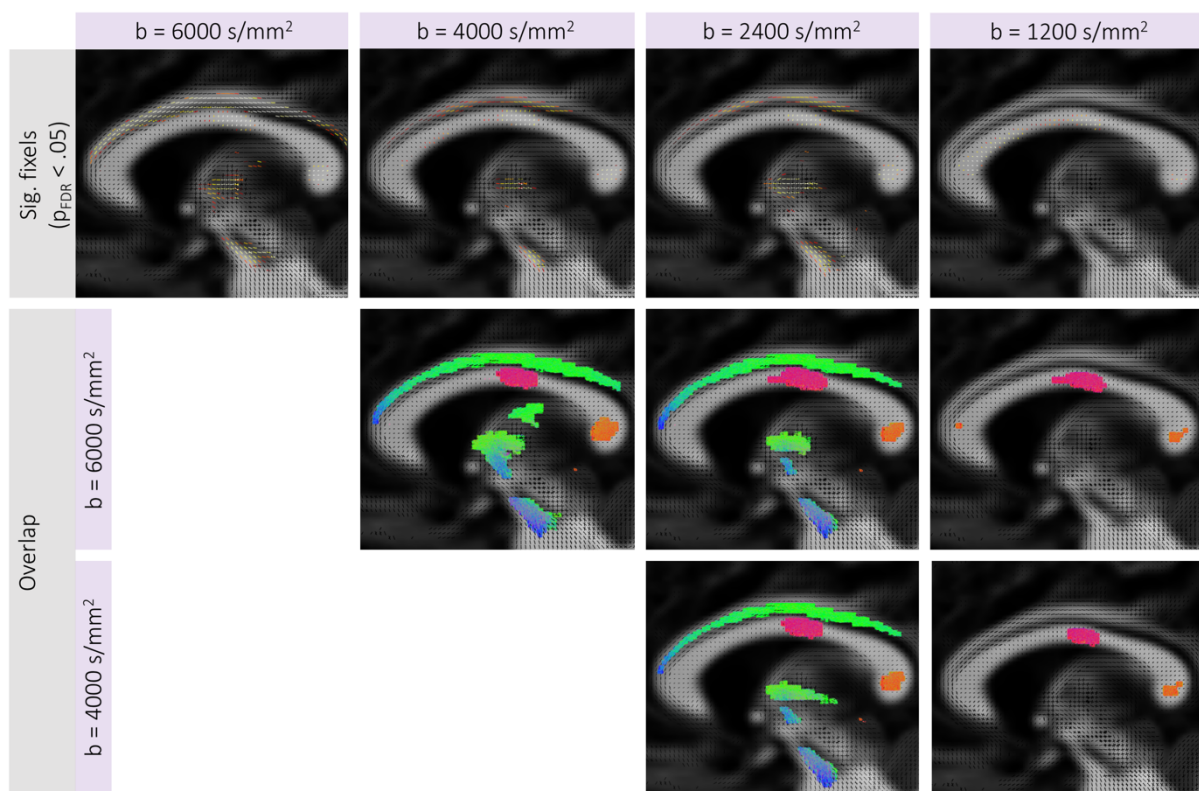 b = 6000 s/mm²
b = 4000 s/mm²
b = 2400 s/mm²
b = 1200 s/mm²
Sig. fixels
(pFDR < .05)
Overlap
b = 6000 s/mm²
b = 4000 s/mm²